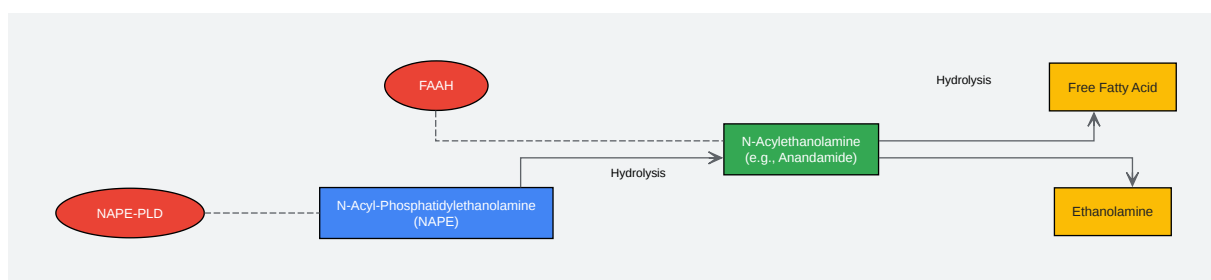 Hydrolysis
FAAH
Free Fatty Acid
N-Acylethanolamine
(e.g., Anandamide)
Hydrolysis
NAPE-PLD
N-Acyl-Phosphatidylethanolamine
(NAPE)
Ethanolamine